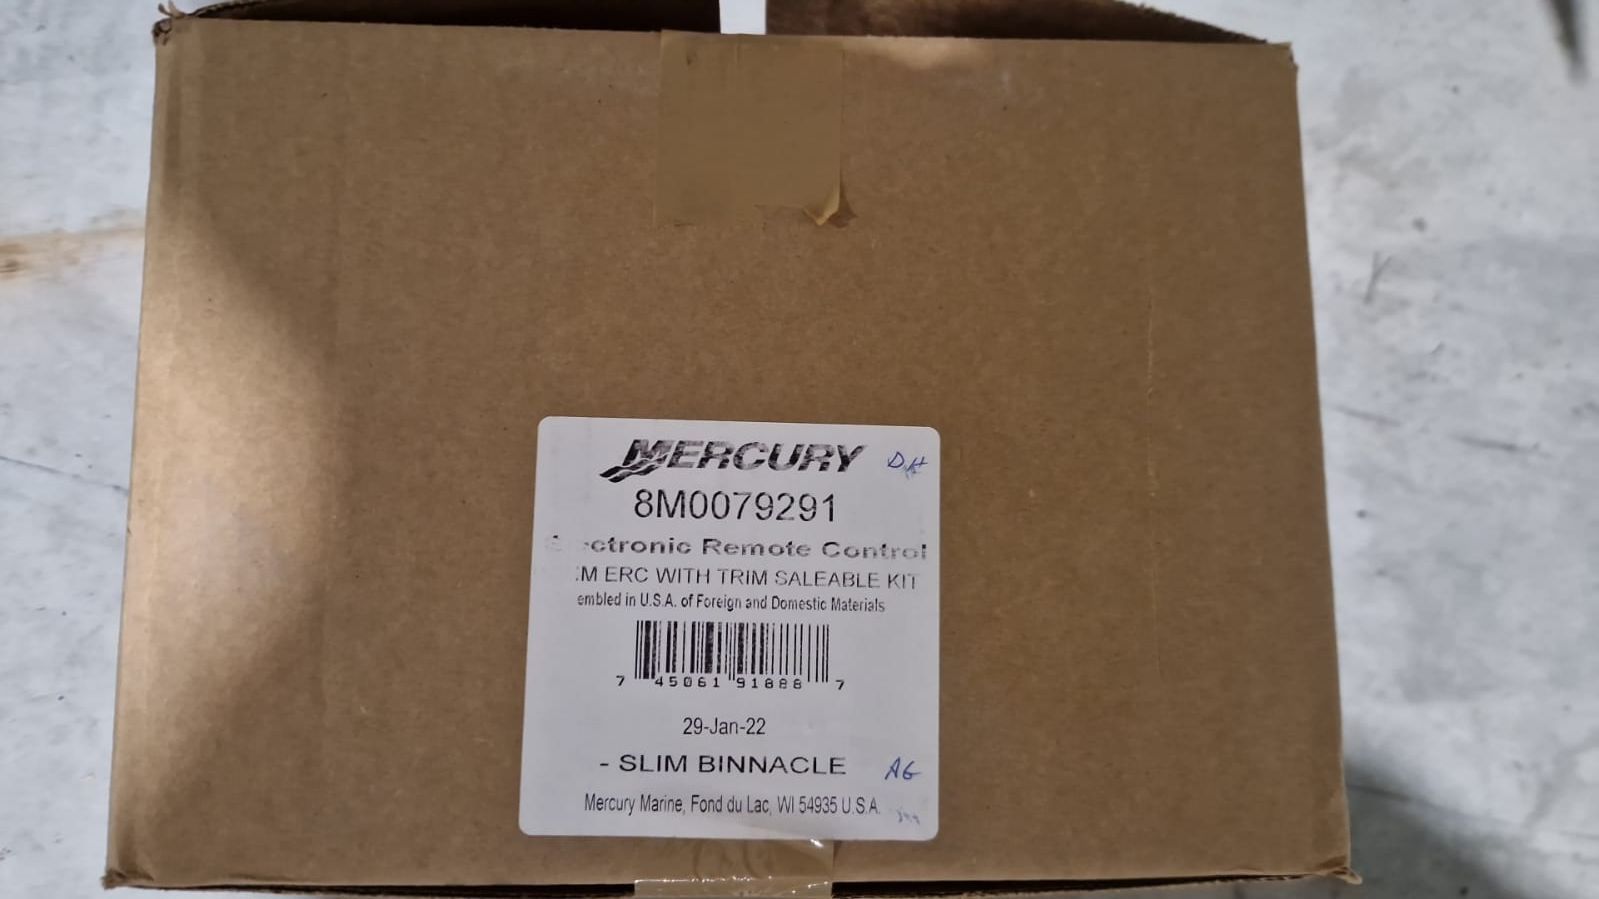 MERCURY DH
8M0079291
ctronic Remote Control
M ERC WITH TRIM SALEABLE KIT
embled in U.S.A. of Foreign and Domestic Materials
7 45061 91888 7
29-Jan-22
- SLIM BINNACLE AG
Mercury Marine, Fond du Lac, WI 54935 U.S.A.